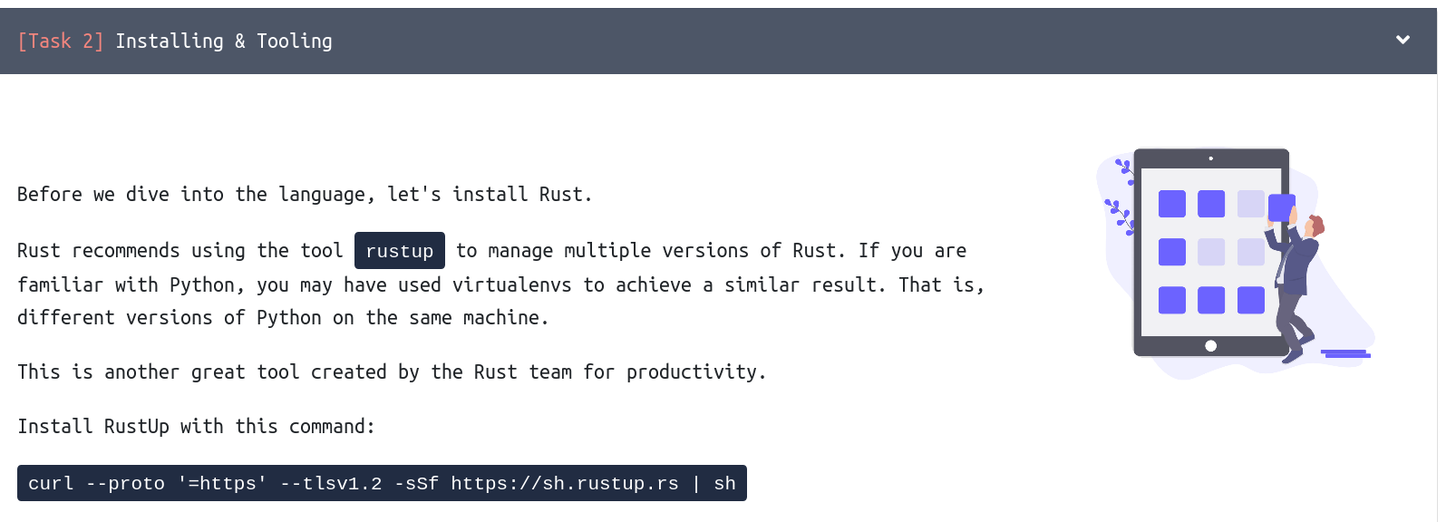 [Task 2] Installing & Tooling
Before we dive into the language, let's install Rust.
Rust recommends using the tool rustup to manage multiple versions of Rust. If you are
familiar with Python, you may have used virtualenvs to achieve a similar result. That is,
different versions of Python on the same machine.
This is another great tool created by the Rust team for productivity.
Install RustUp with this command:
curl --proto '=https' --tlsv1.2 -sSf https://sh.rustup.rs | sh